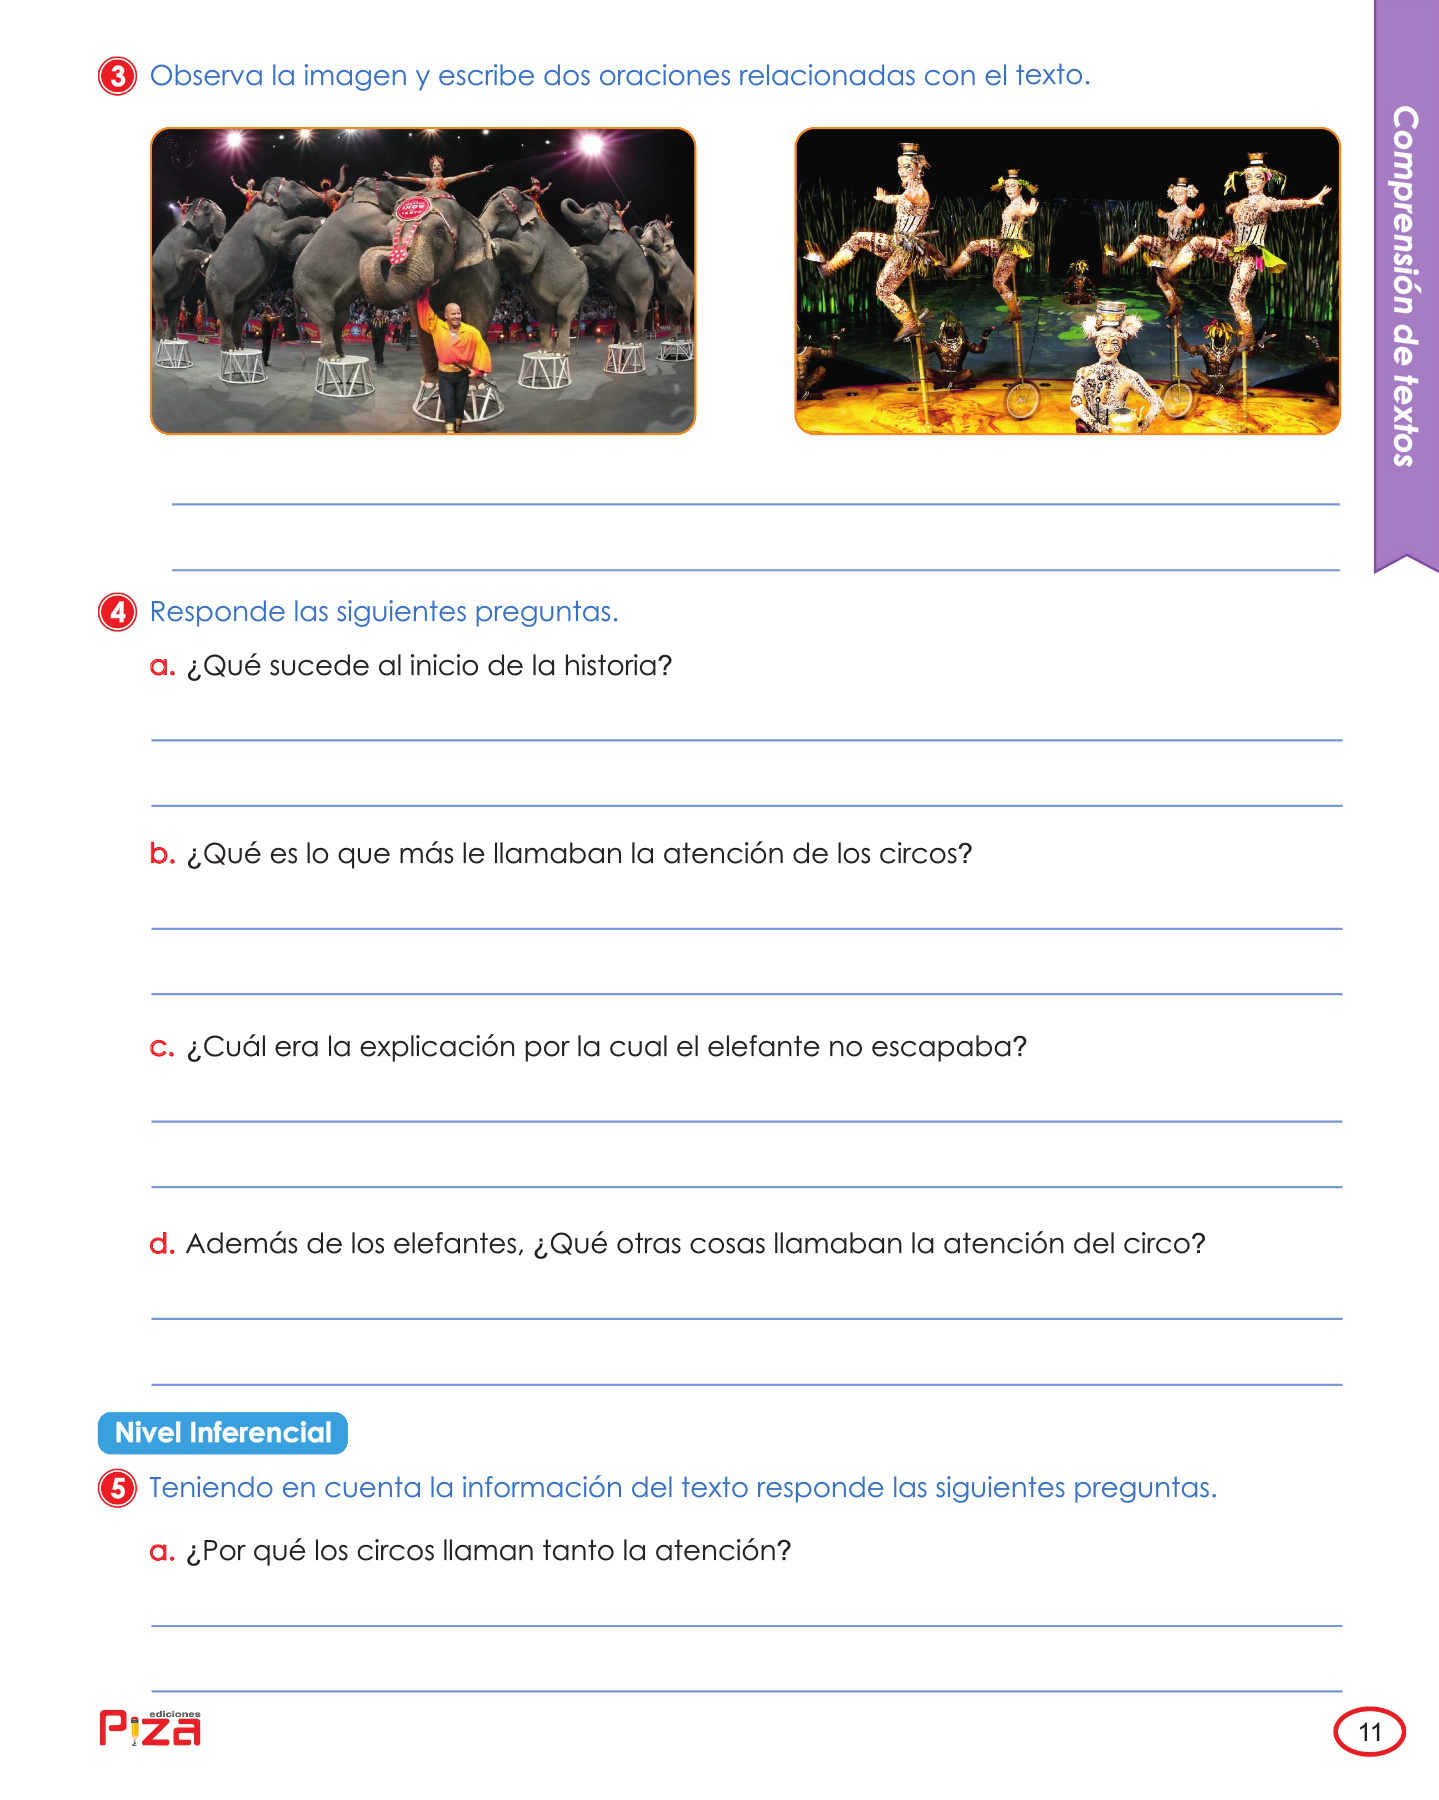 3 Observa la imagen y escribe dos oraciones relacionadas con el texto.
Comprensión de textos
4 Responde las siguientes preguntas.
a. ¿Qué sucede al inicio de la historia?
b. ¿Qué es lo que más le llamaban la atención de los circos?
c. ¿Cuál era la explicación por la cual el elefante no escapaba?
d. Además de los elefantes, ¿Qué otras cosas llamaban la atención del circo?
Nivel Inferencial
5 Teniendo en cuenta la información del texto responde las siguientes preguntas.
a. ¿Por qué los circos llaman tanto la atención?
ediciones
Piza
11